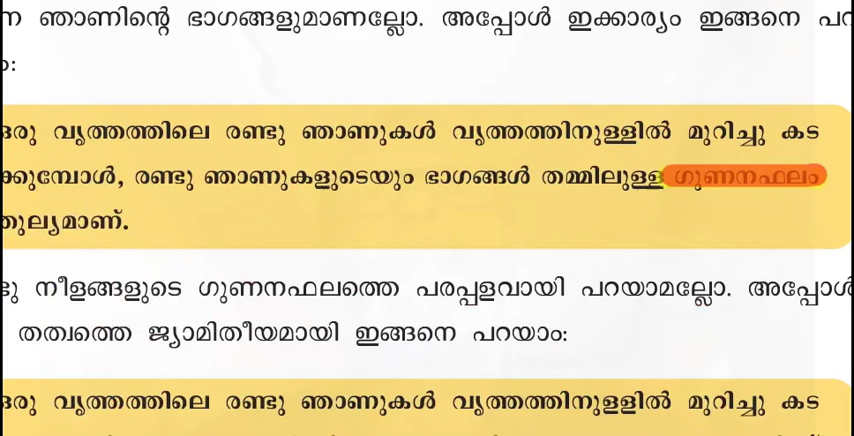 ന ഞാണിന്റെ ഭാഗങ്ങളുമാണല്ലോ. അപ്പോൾ ഇക്കാര്യം ഇങ്ങനെ പറ
ം:
ഒരു വൃത്തത്തിലെ രണ്ടു ഞാണുകൾ വൃത്തത്തിനുള്ളിൽ മുറിച്ചു കട
ക്കുമ്പോൾ, രണ്ടു ഞാണുകളുടെയും ഭാഗങ്ങൾ തമ്മിലുള്ള ഗുണനഫലം
തുല്യമാണ്.
ടു നീളങ്ങളുടെ ഗുണനഫലത്തെ പരപ്പളവായി പറയാമല്ലോ. അപ്പോൾ
തത്വത്തെ ജ്യാമിതീയമായി ഇങ്ങനെ പറയാം:
ഒരു വൃത്തത്തിലെ രണ്ടു ഞാണുകൾ വൃത്തത്തിനുളളിൽ മുറിച്ചു കട